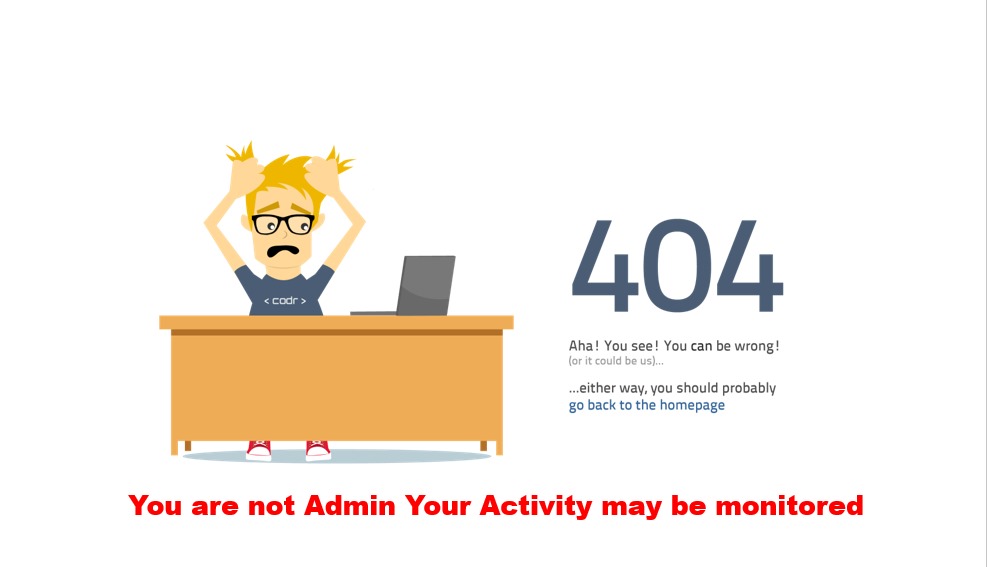 < codr >
404
Aha! You see! You can be wrong!
(or it could be us)...
...either way, you should probably
go back to the homepage
You are not Admin Your Activity may be monitored